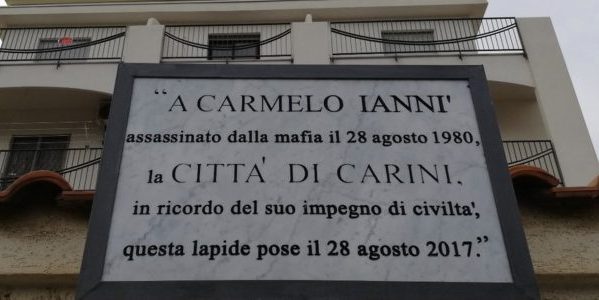 “A CARMELO IANNI'
assassinato dalla mafia il 28 agosto 1980,
la CITTA' DI CARINI,
in ricordo del suo impegno di civilta',
questa lapide pose il 28 agosto 2017.”